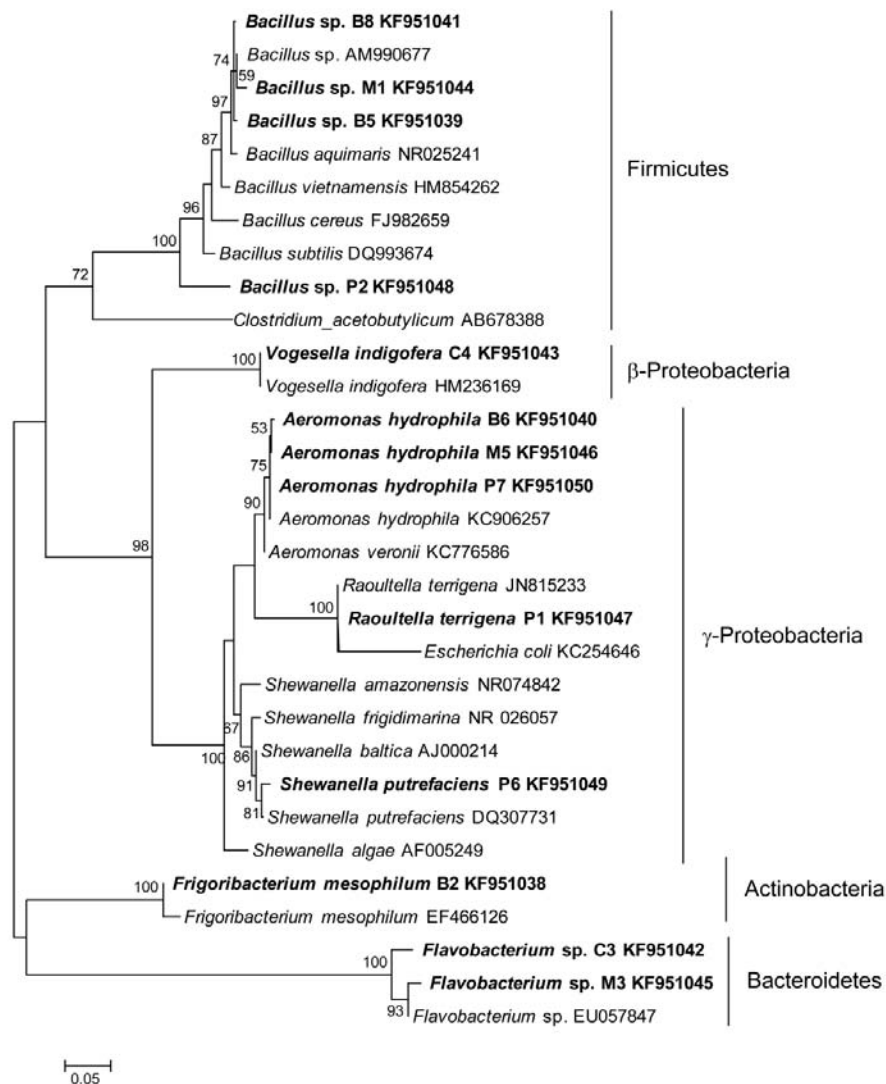 Bacillus sp. B8 KF951041
Bacillus sp. AM990677
74
59
Bacillus sp. M1 KF951044
97
Bacillus sp. B5 KF951039
87
Bacillus aquimaris NR025241
Firmicutes
Bacillus vietnamensis HM854262
96
Bacillus cereus FJ982659
100
Bacillus subtilis DQ993674
72
Bacillus sp. P2 KF951048
Clostridium_acetobutylicum AB678388
100
Vogesella indigofera C4 KF951043
β-Proteobacteria
Vogesella indigofera HM236169
53
Aeromonas hydrophila B6 KF951040
Aeromonas hydrophila M5 KF951046
75
Aeromonas hydrophila P7 KF951050
90
Aeromonas hydrophila KC906257
98
Aeromonas veronii KC776586
Raoultella terrigena JN815233
100
Raoultella terrigena P1 KF951047
γ-Proteobacteria
Escherichia coli KC254646
Shewanella amazonensis NR074842
87
Shewanella frigidimarina NR 026057
100
86
Shewanella baltica AJ000214
91
Shewanella putrefaciens P6 KF951049
81
Shewanella putrefaciens DQ307731
Shewanella algae AF005249
100
Frigoribacterium mesophilum B2 KF951038
Actinobacteria
Frigoribacterium mesophilum EF466126
Flavobacterium sp. C3 KF951042
100
Flavobacterium sp. M3 KF951045
Bacteroidetes
93
Flavobacterium sp. EU057847
0.05